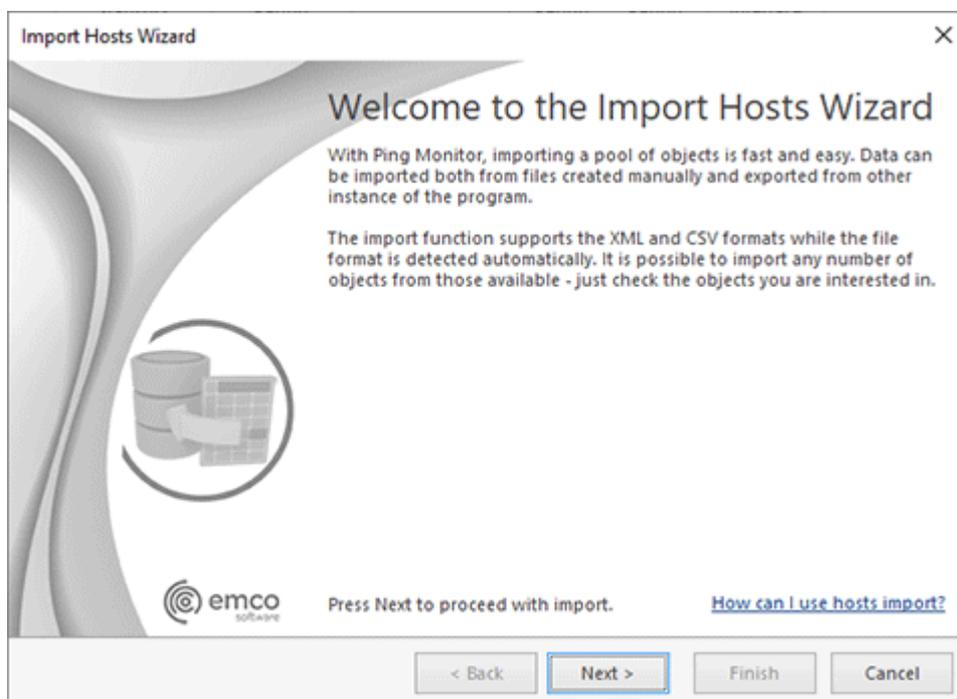 Import Hosts Wizard
Welcome to the Import Hosts Wizard
With Ping Monitor, importing a pool of objects is fast and easy. Data can
be imported both from files created manually and exported from other
instance of the program.
The import function supports the XML and CSV formats while the file
format is detected automatically. It is possible to import any number of
objects from those available - just check the objects you are interested in.
emco
software
Press Next to proceed with import.
How can I use hosts import?
< Back
Next >
Finish
Cancel